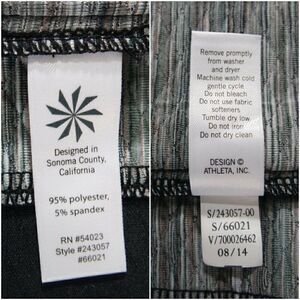 Designed in
Sonoma County,
California
95% polyester,
5% spandex
RN #54023
Style #243057
#66021
Remove promptly
from washer
and dryer
Machine wash cold
gentle cycle
Do not bleach
Do not use fabric
softeners
Tumble dry low
Do not iron
Do not dry clean
DESIGN ©
ATHLETA, INC.
S/243057-00
S/66021
V/700026462
08/14